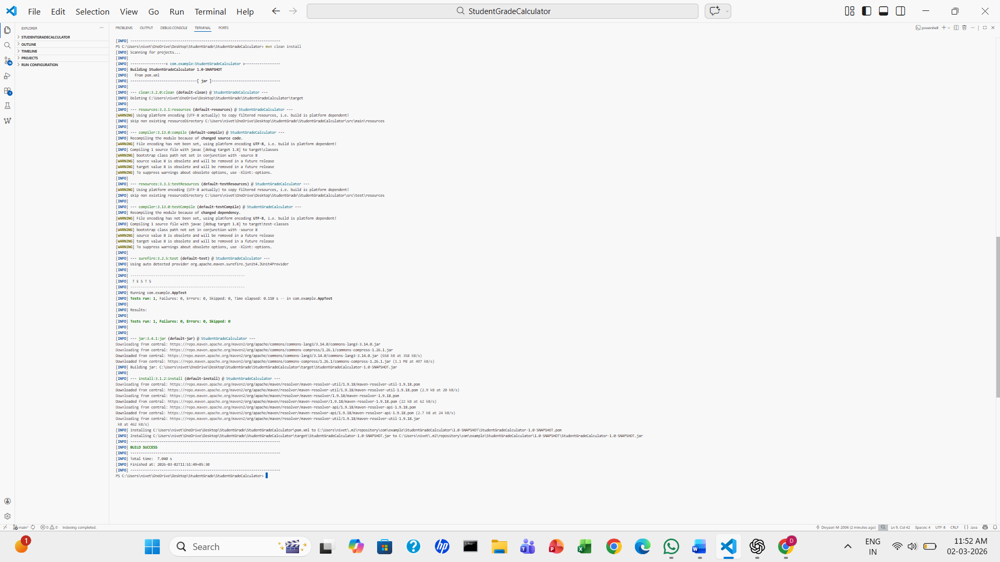 File Edit Selection View Go Run Terminal Help
StudentGradeCalculator
EXPLORER
STUDENTGRADECALCULATOR
OUTLINE
TIMELINE
PROJECTS
RUN CONFIGURATION
PROBLEMS OUTPUT DEBUG CONSOLE TERMINAL PORTS
powershell
[INFO] ------------------------------------------------------------------------
PS C:\Users\nivet\OneDrive\Desktop\StudentGrade\StudentGradeCalculator> mvn clean install
[INFO] Scanning for projects...
[INFO]
[INFO] -----------------< com.example:StudentGradeCalculator >-----------------
[INFO] Building StudentGradeCalculator 1.0-SNAPSHOT
[INFO]   from pom.xml
[INFO] --------------------------------[ jar ]---------------------------------
[INFO]
[INFO] --- clean:3.2.0:clean (default-clean) @ StudentGradeCalculator ---
[INFO] Deleting C:\Users\nivet\OneDrive\Desktop\StudentGrade\StudentGradeCalculator\target
[INFO]
[INFO] --- resources:3.3.1:resources (default-resources) @ StudentGradeCalculator ---
[WARNING] Using platform encoding (UTF-8 actually) to copy filtered resources, i.e. build is platform dependent!
[INFO] skip non existing resourceDirectory C:\Users\nivet\OneDrive\Desktop\StudentGrade\StudentGradeCalculator\src\main\resources
[INFO]
[INFO] --- compiler:3.13.0:compile (default-compile) @ StudentGradeCalculator ---
[INFO] Recompiling the module because of changed source code.
[WARNING] File encoding has not been set, using platform encoding UTF-8, i.e. build is platform dependent!
[INFO] Compiling 1 source file with javac [debug target 1.8] to target\classes
[WARNING] bootstrap class path not set in conjunction with -source 8
[WARNING] source value 8 is obsolete and will be removed in a future release
[WARNING] target value 8 is obsolete and will be removed in a future release
[WARNING] To suppress warnings about obsolete options, use -Xlint:-options.
[INFO]
[INFO] --- resources:3.3.1:testResources (default-testResources) @ StudentGradeCalculator ---
[WARNING] Using platform encoding (UTF-8 actually) to copy filtered resources, i.e. build is platform dependent!
[INFO] skip non existing resourceDirectory C:\Users\nivet\OneDrive\Desktop\StudentGrade\StudentGradeCalculator\src\test\resources
[INFO]
[INFO] --- compiler:3.13.0:testCompile (default-testCompile) @ StudentGradeCalculator ---
[INFO] Recompiling the module because of changed dependency.
[WARNING] File encoding has not been set, using platform encoding UTF-8, i.e. build is platform dependent!
[INFO] Compiling 1 source file with javac [debug target 1.8] to target\test-classes
[WARNING] bootstrap class path not set in conjunction with -source 8
[WARNING] source value 8 is obsolete and will be removed in a future release
[WARNING] target value 8 is obsolete and will be removed in a future release
[WARNING] To suppress warnings about obsolete options, use -Xlint:-options.
[INFO]
[INFO] --- surefire:3.2.5:test (default-test) @ StudentGradeCalculator ---
[INFO] Using auto detected provider org.apache.maven.surefire.junit4.JUnit4Provider
[INFO]
[INFO] -------------------------------------------------------
[INFO]  T E S T S
[INFO] -------------------------------------------------------
[INFO] Running com.example.AppTest
[INFO] Tests run: 1, Failures: 0, Errors: 0, Skipped: 0, Time elapsed: 0.110 s -- in com.example.AppTest
[INFO]
[INFO] Results:
[INFO]
[INFO] Tests run: 1, Failures: 0, Errors: 0, Skipped: 0
[INFO]
[INFO]
[INFO] --- jar:3.4.1:jar (default-jar) @ StudentGradeCalculator ---
Downloading from central: https://repo.maven.apache.org/maven2/org/apache/commons/commons-lang3/3.14.0/commons-lang3-3.14.0.jar
Downloading from central: https://repo.maven.apache.org/maven2/org/apache/commons/commons-compress/1.26.1/commons-compress-1.26.1.jar
Downloaded from central: https://repo.maven.apache.org/maven2/org/apache/commons/commons-lang3/3.14.0/commons-lang3-3.14.0.jar (658 kB at 358 kB/s)
Downloaded from central: https://repo.maven.apache.org/maven2/org/apache/commons/commons-compress/1.26.1/commons-compress-1.26.1.jar (1.1 MB at 497 kB/s)
[INFO] Building jar: C:\Users\nivet\OneDrive\Desktop\StudentGrade\StudentGradeCalculator\target\StudentGradeCalculator-1.0-SNAPSHOT.jar
[INFO]
[INFO] --- install:3.1.2:install (default-install) @ StudentGradeCalculator ---
Downloading from central: https://repo.maven.apache.org/maven2/org/apache/maven/resolver/maven-resolver-util/1.9.18/maven-resolver-util-1.9.18.pom
Downloaded from central: https://repo.maven.apache.org/maven2/org/apache/maven/resolver/maven-resolver-util/1.9.18/maven-resolver-util-1.9.18.pom (2.9 kB at 20 kB/s)
Downloading from central: https://repo.maven.apache.org/maven2/org/apache/maven/resolver/maven-resolver/1.9.18/maven-resolver-1.9.18.pom
Downloaded from central: https://repo.maven.apache.org/maven2/org/apache/maven/resolver/maven-resolver/1.9.18/maven-resolver-1.9.18.pom (22 kB at 62 kB/s)
Downloading from central: https://repo.maven.apache.org/maven2/org/apache/maven/resolver/maven-resolver-api/1.9.18/maven-resolver-api-1.9.18.pom
Downloaded from central: https://repo.maven.apache.org/maven2/org/apache/maven/resolver/maven-resolver-api/1.9.18/maven-resolver-api-1.9.18.pom (2.7 kB at 24 kB/s)
Downloading from central: https://repo.maven.apache.org/maven2/org/apache/maven/resolver/maven-resolver-util/1.9.18/maven-resolver-util-1.9.18.jar
kB at 462 kB/s)
[INFO] Installing C:\Users\nivet\OneDrive\Desktop\StudentGrade\StudentGradeCalculator\pom.xml to C:\Users\nivet\.m2\repository\com\example\StudentGradeCalculator\1.0-SNAPSHOT\StudentGradeCalculator-1.0-SNAPSHOT.pom
[INFO] Installing C:\Users\nivet\OneDrive\Desktop\StudentGrade\StudentGradeCalculator\target\StudentGradeCalculator-1.0-SNAPSHOT.jar to C:\Users\nivet\.m2\repository\com\example\StudentGradeCalculator\1.0-SNAPSHOT\StudentGradeCalculator-1.0-SNAPSHOT.jar
[INFO] ------------------------------------------------------------------------
[INFO] BUILD SUCCESS
[INFO] ------------------------------------------------------------------------
[INFO] Total time:  7.040 s
[INFO] Finished at: 2026-03-02T11:51:49+05:30
[INFO] ------------------------------------------------------------------------
PS C:\Users\nivet\OneDrive\Desktop\StudentGrade\StudentGradeCalculator>
main* 0 0 Indexing completed.
Divyasri-M-2006 (2 minutes ago) Ln 9, Col 42 Spaces: 4 UTF-8 CRLF { } Java
1
Search
D
ENG
IN
11:52 AM
02-03-2026